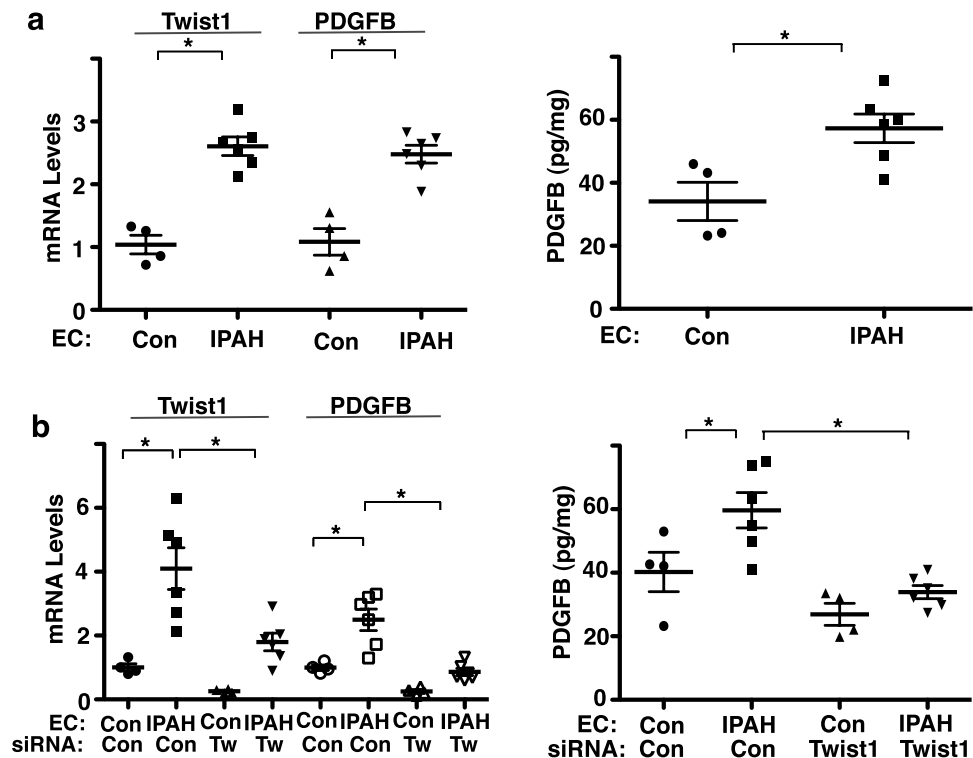 a
Twist1 PDGFB
* *
mRNA Levels
3
2
1
0
EC: Con IPAH Con IPAH
*
PDGFB (pg/mg)
60
40
20
0
EC: Con IPAH
b
Twist1 PDGFB
* * * *
mRNA Levels
6
4
2
0
EC: Con IPAH Con IPAH Con IPAH Con IPAH
siRNA: Con Con Tw Tw Con Con Tw Tw
* *
PDGFB (pg/mg)
60
40
20
0
EC: Con IPAH Con IPAH
siRNA: Con Con Twist1 Twist1